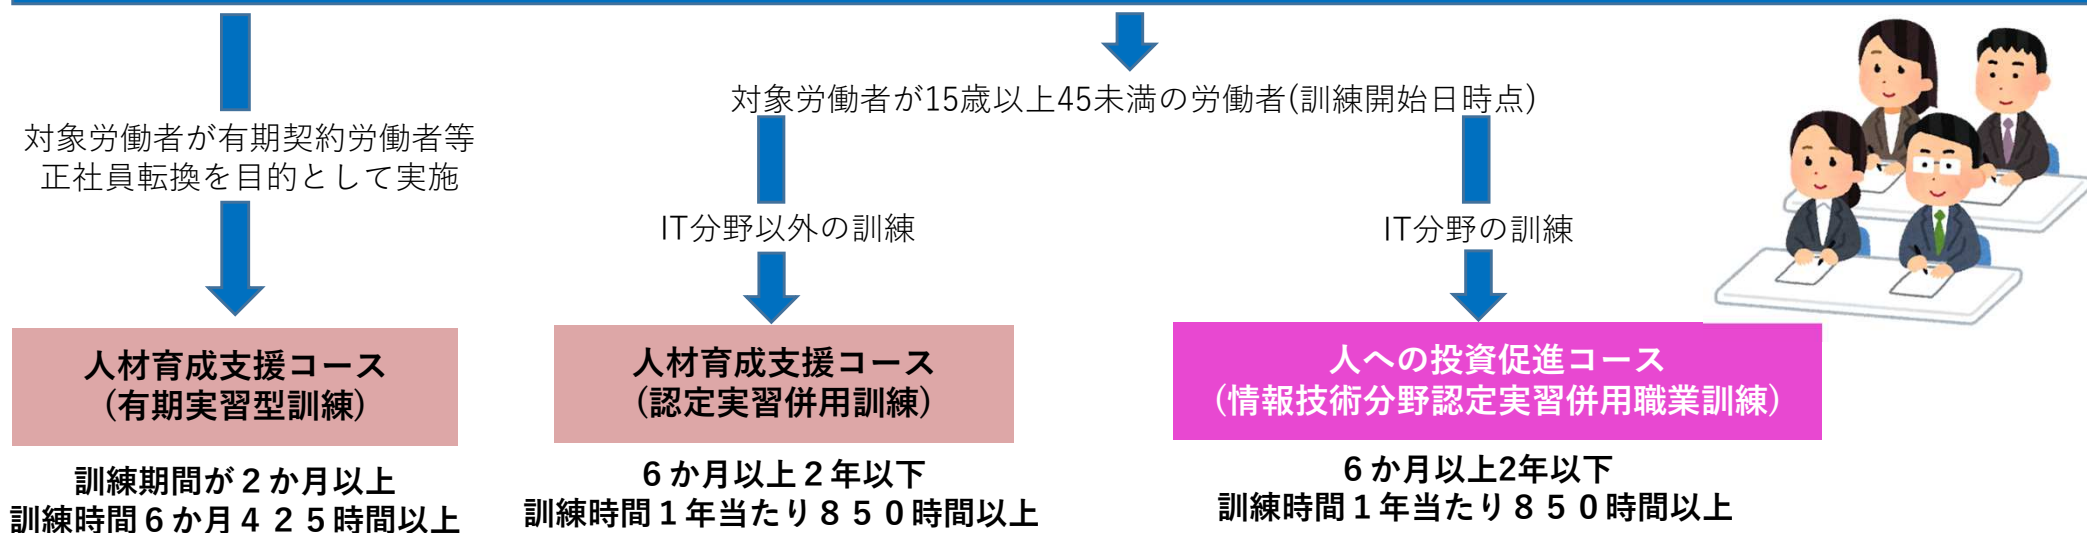 対象労働者が15歳以上45未満の労働者(訓練開始日時点)
対象労働者が有期契約労働者等
正社員転換を目的として実施
IT分野以外の訓練
IT分野の訓練
人材育成支援コース
(有期実習型訓練)
人材育成支援コース
(認定実習併用訓練)
人への投資促進コース
(情報技術分野認定実習併用職業訓練)
訓練期間が２か月以上
訓練時間６か月４２５時間以上
６か月以上２年以下
訓練時間１年当たり８５０時間以上
６か月以上2年以下
訓練時間１年当たり８５０時間以上